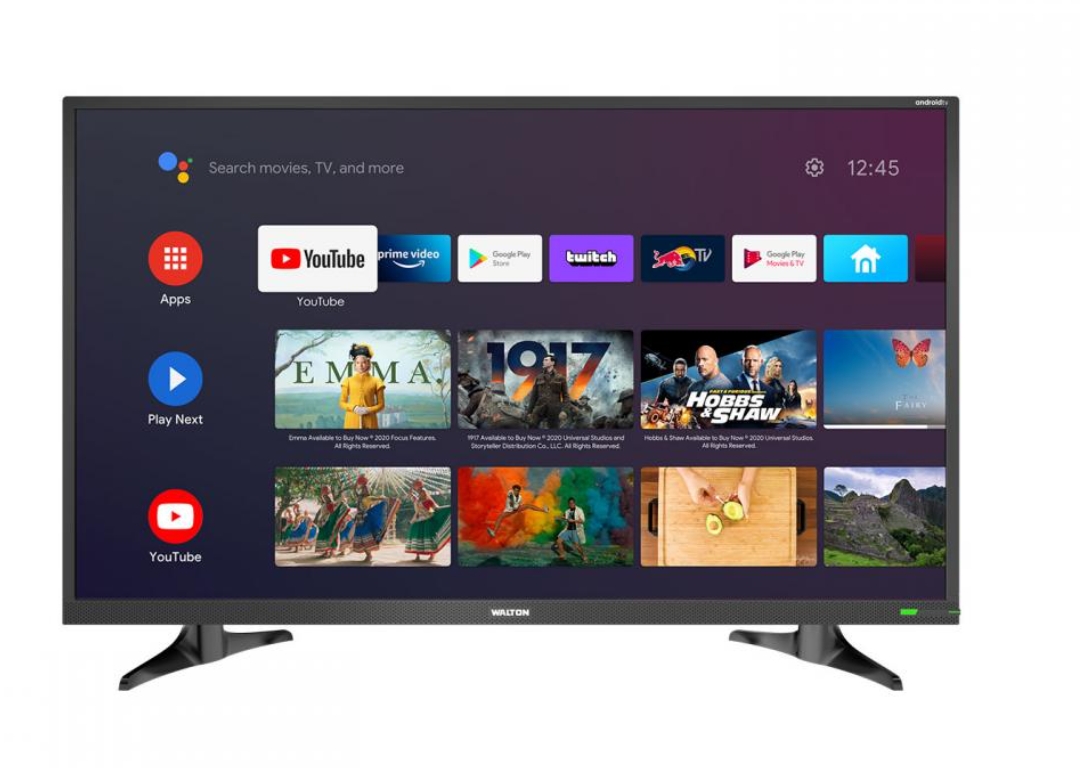 androidtv
Search movies, TV, and more
12:45
Apps
YouTube
prime video
Google Play
Store
twitch
TV
Google Play
Movies & TV
YouTube
Play Next
EMMA.
1917
FAST & FURIOUS
HOBBS
& SHAW
THE
FAIRY
Emma Available to Buy Now © 2020 Focus Features.
All Rights Reserved.
1917 Available to Buy Now © 2020 Universal Studios and
Storyteller Distribution Co., LLC. All Rights Reserved.
Hobbs & Shaw Available to Buy Now © 2020 Universal Studios.
All Rights Reserved.
YouTube
WALTON